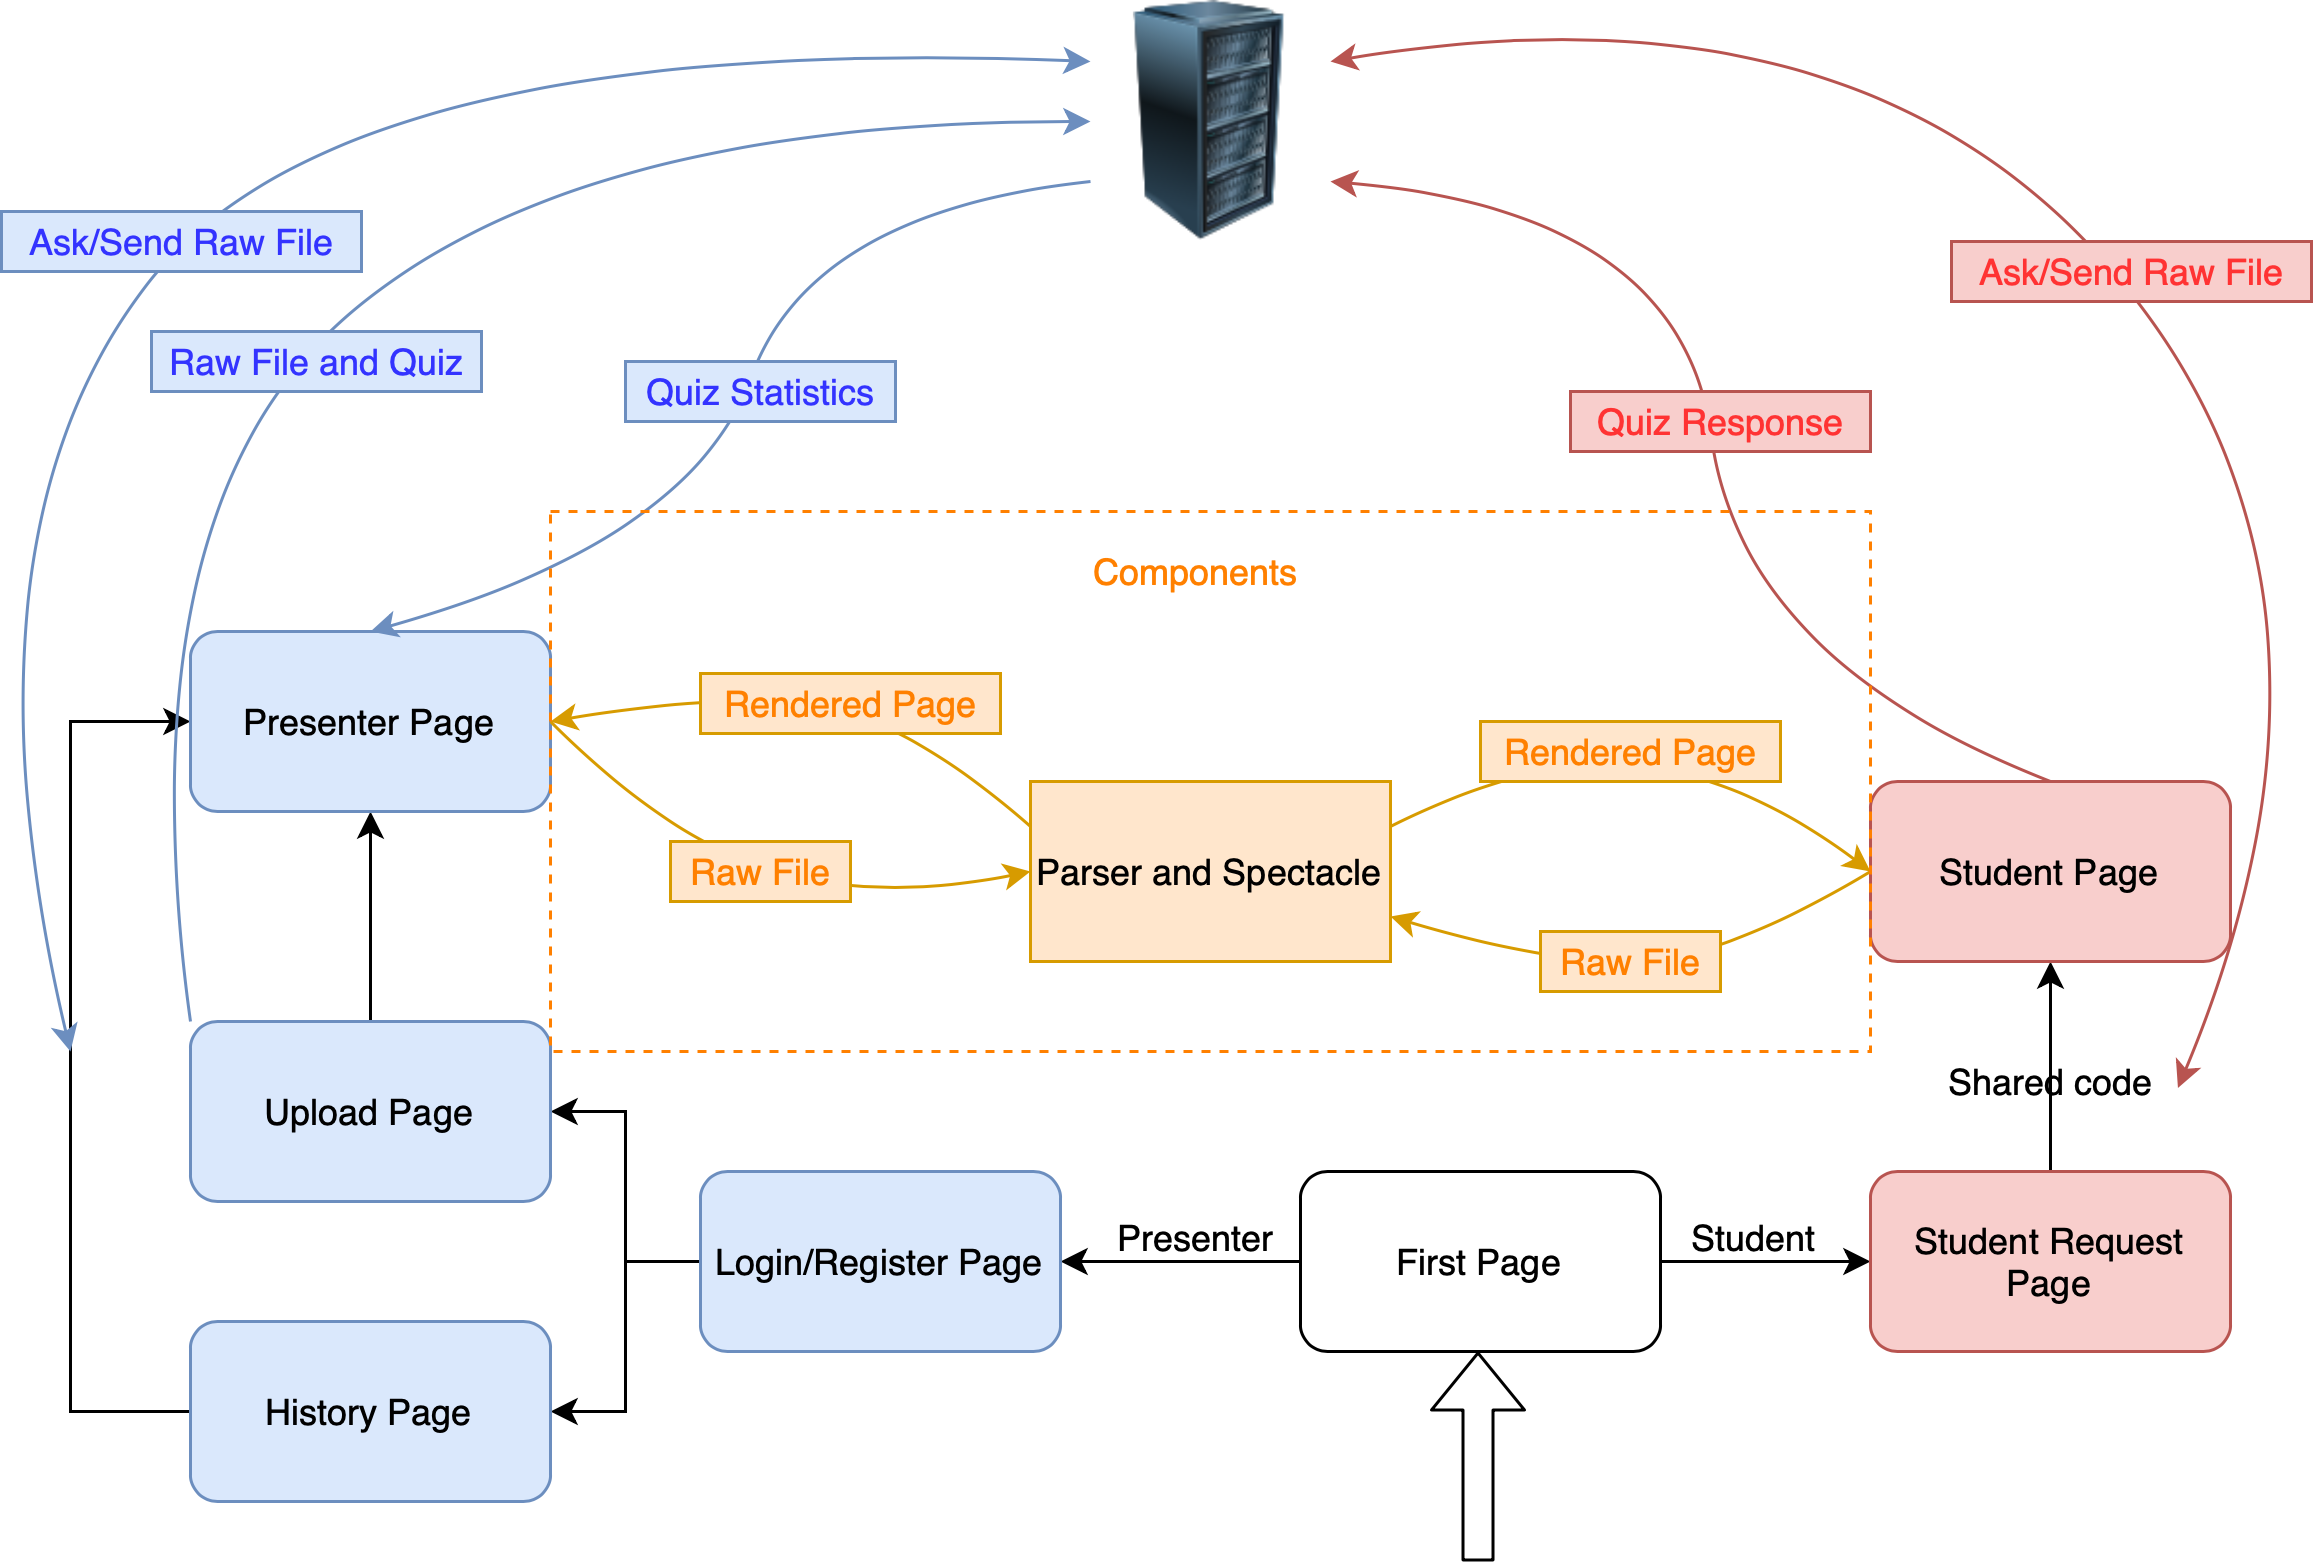 Ask/Send Raw File
Ask/Send Raw File
Raw File and Quiz
Quiz Statistics
Quiz Response
Components
Rendered Page
Presenter Page
Rendered Page
Raw File
Parser and Spectacle
Student Page
Raw File
Shared code
Upload Page
Presenter
Student
Login/Register Page
First Page
Student Request
Page
History Page